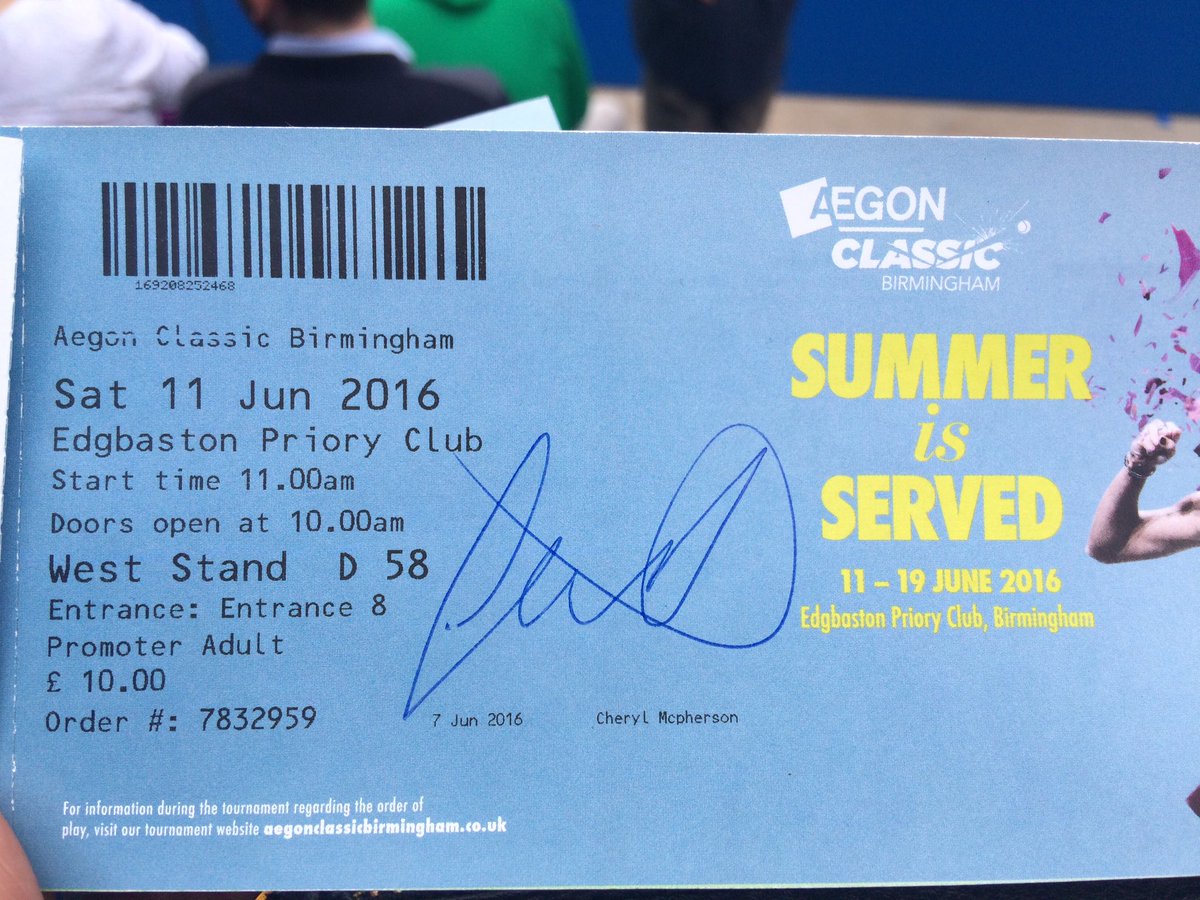 169208252468
Aegon Classic Birmingham
Sat 11 Jun 2016
Edgbaston Priory Club
Start time 11.00am
Doors open at 10.00am
West Stand D 58
Entrance: Entrance 8
Promoter Adult
£ 10.00
Order #: 7832959
7 Jun 2016 Cheryl Mcpherson
For information during the tournament regarding the order of
play, visit our tournament website aegonclassicbirmingham.co.uk
AEGON
CLASSIC
BIRMINGHAM
SUMMER
is
SERVED
11 – 19 JUNE 2016
Edgbaston Priory Club, Birmingham